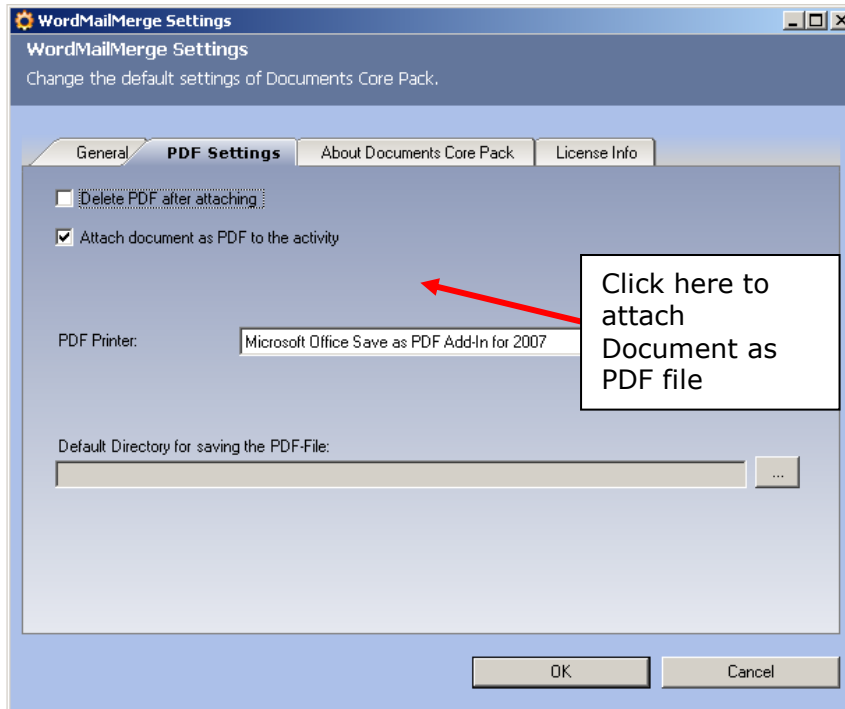 WordMailMerge Settings
WordMailMerge Settings
Change the default settings of Documents Core Pack.
General PDF Settings About Documents Core Pack License Info
Delete PDF after attaching
Attach document as PDF to the activity
Click here to
attach
Document as
PDF file
PDF Printer: Microsoft Office Save as PDF Add-In for 2007
Default Directory for saving the PDF-File:
...
OK Cancel